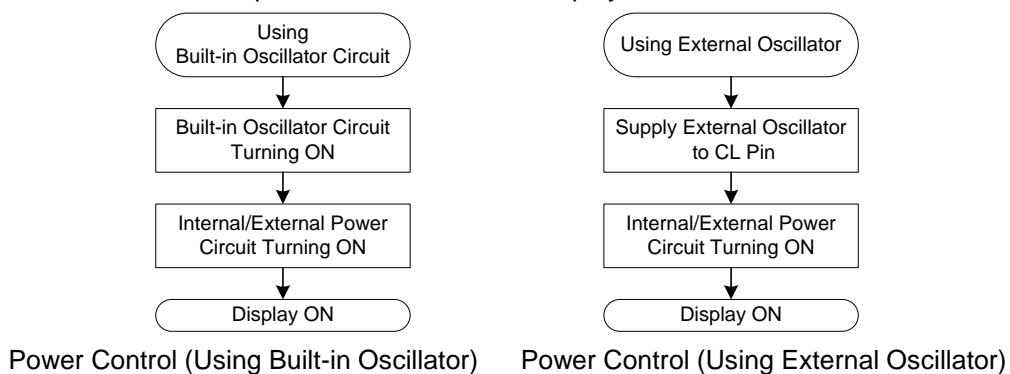 Using
Built-in Oscillator Circuit
Built-in Oscillator Circuit
Turning ON
Internal/External Power
Circuit Turning ON
Display ON
Power Control (Using Built-in Oscillator)
Using External Oscillator
Supply External Oscillator
to CL Pin
Internal/External Power
Circuit Turning ON
Display ON
Power Control (Using External Oscillator)